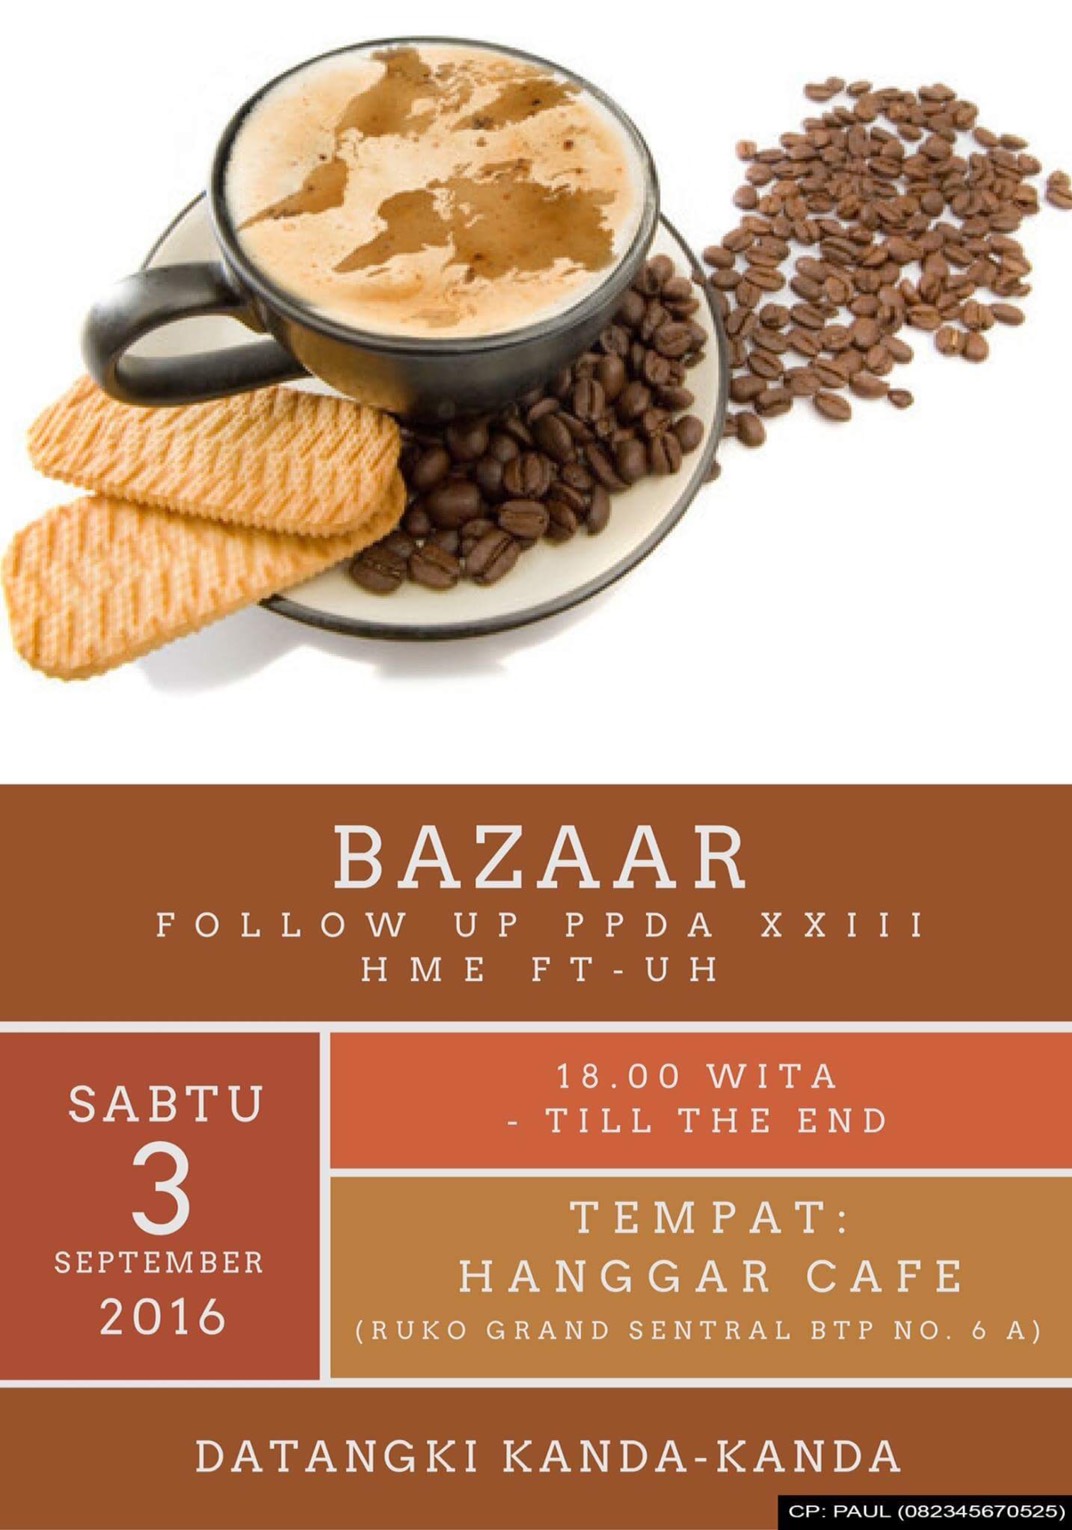 BAZAAR
FOLLOW UP PPDA XXIII
HME FT-UH
SABTU
3
SEPTEMBER
2016
18.00 WITA
- TILL THE END
TEMPAT:
HANGGAR CAFE
(RUKO GRAND SENTRAL BTP NO. 6 A)
DATANGKI KANDA-KANDA
CP: PAUL (082345670525)